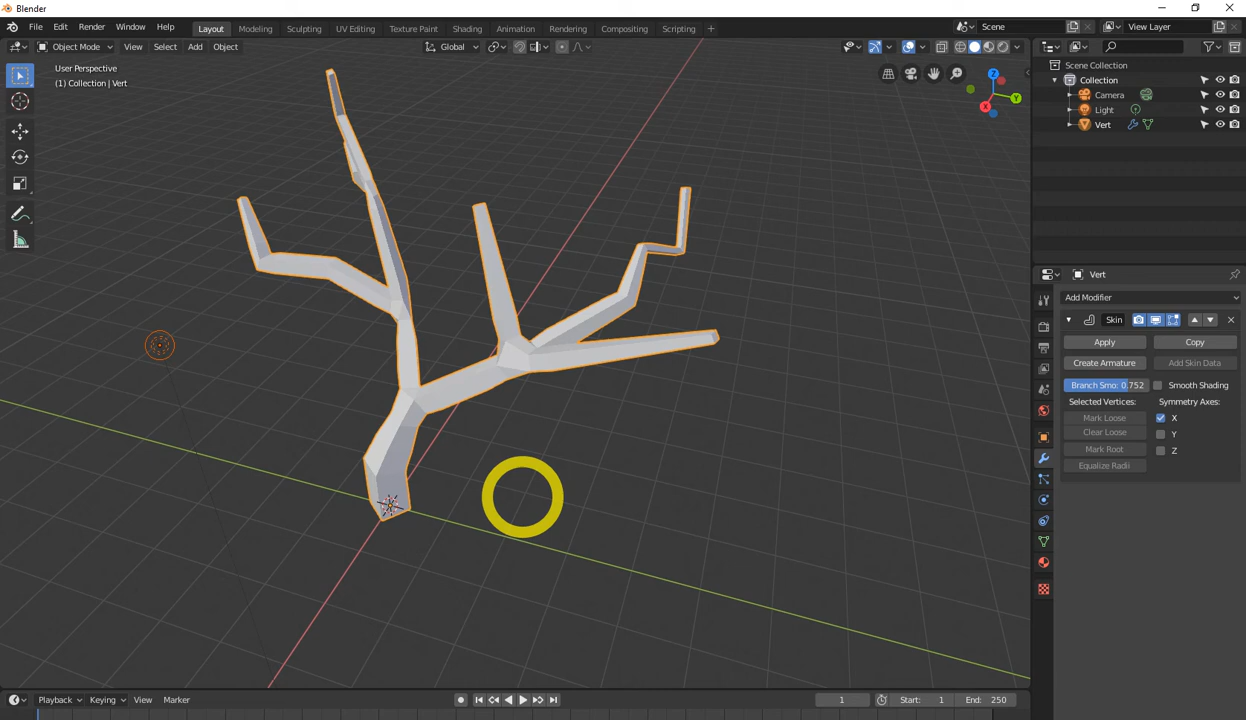 Blender
File Edit Render Window Help
Layout Modeling Sculpting UV Editing Texture Paint Shading Animation Rendering Compositing Scripting +
Scene
View Layer
Object Mode View Select Add Object
Global
User Perspective
(1) Collection | Vert
Z
Y
X
Scene Collection
Collection
Camera
Light
Vert
Vert
Add Modifier
Skin
Apply Copy
Create Armature Add Skin Data
Branch Smo: 0.752 Smooth Shading
Selected Vertices: Symmetry Axes:
Mark Loose X
Clear Loose Y
Mark Root Z
Equalize Radii
Playback Keying View Marker
1 Start: 1 End: 250